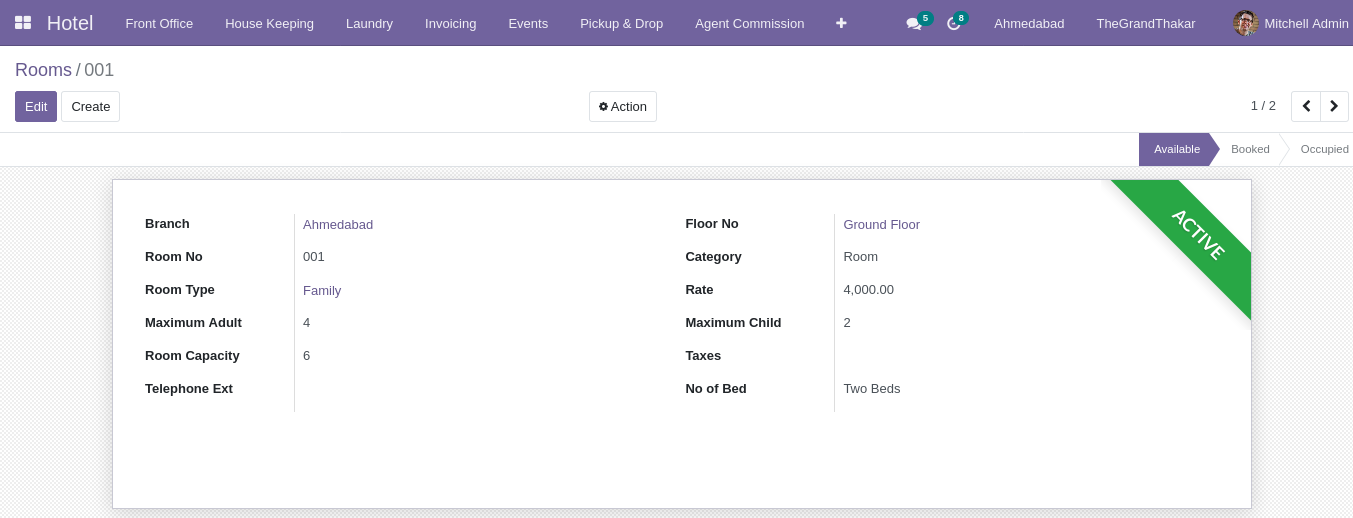 Hotel Front Office House Keeping Laundry Invoicing Events Pickup & Drop Agent Commission 5 8 Ahmedabad TheGrandThakar Mitchell Admin
Rooms / 001
Edit Create Action 1 / 2
Available Booked Occupied
ACTIVE
Branch Ahmedabad Floor No Ground Floor
Room No 001 Category Room
Room Type Family Rate 4,000.00
Maximum Adult 4 Maximum Child 2
Room Capacity 6 Taxes
Telephone Ext No of Bed Two Beds